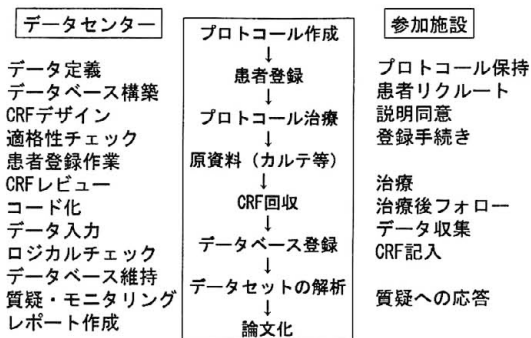 データセンター
データ定義
データベース構築
CRFデザイン
適格性チェック
患者登録作業
CRFレビュー
コード化
データ入力
ロジカルチェック
データベース維持
質疑・モニタリング
レポート作成
プロトコール作成
↓
患者登録
↓
プロトコール治療
↓
原資料（カルテ等）
↓
CRF回収
↓
データベース登録
↓
データセットの解析
↓
論文化
参加施設
プロトコール保持
患者リクルート
説明同意
登録手続き
治療
治療後フォロー
データ収集
CRF記入
質疑への応答